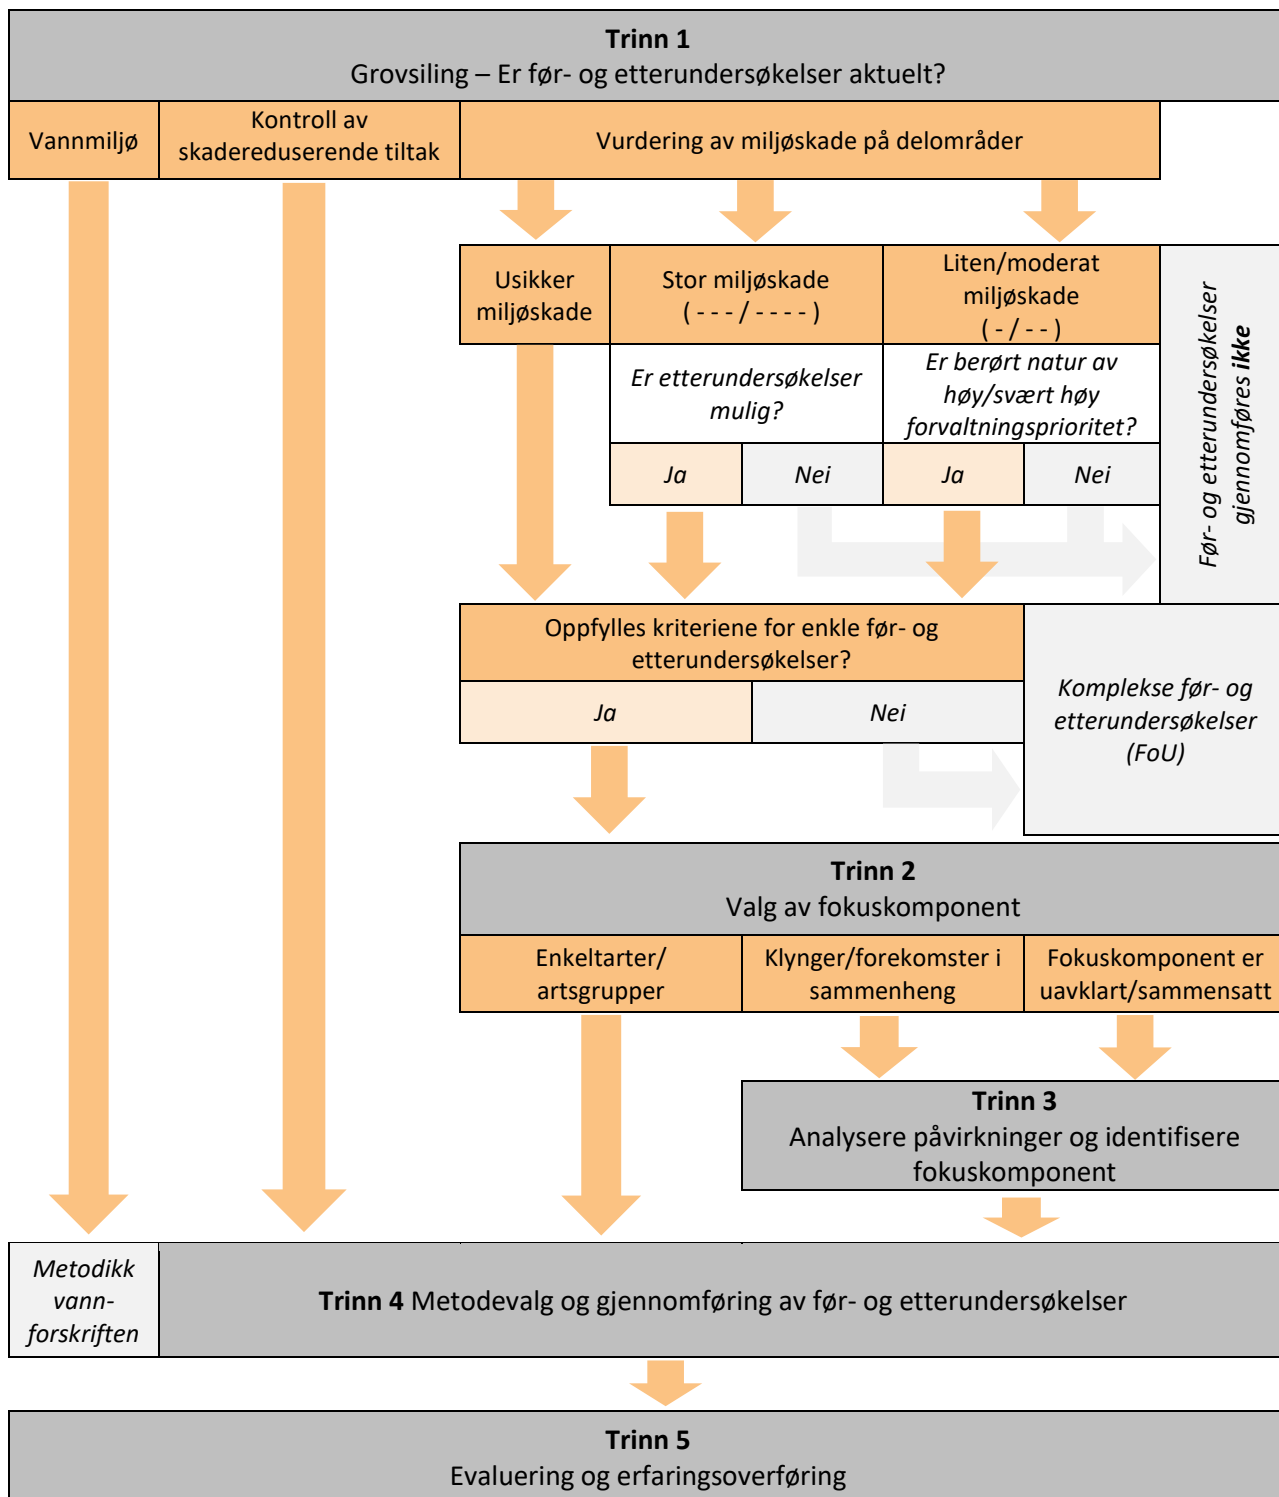 Trinn 1
Grovsiling – Er før- og etterundersøkelser aktuelt?
Vannmiljø
Kontroll av
skadereduserende tiltak
Vurdering av miljøskade på delområder
Usikker
miljøskade
Stor miljøskade
( - - - / - - - - )
Liten/moderat
miljøskade
( - / - - )
Er etterundersøkelser
mulig?
Er berørt natur av
høy/svært høy
forvaltningsprioritet?
Ja
Nei
Ja
Nei
Før- og etterundersøkelser
gjennomføres ikke
Oppfylles kriteriene for enkle før- og
etterundersøkelser?
Ja
Nei
Komplekse før- og
etterundersøkelser
(FoU)
Trinn 2
Valg av fokuskomponent
Enkeltarter/
artsgrupper
Klynger/forekomster i
sammenheng
Fokuskomponent er
uavklart/sammensatt
Trinn 3
Analysere påvirkninger og identifisere
fokuskomponent
Metodikk
vann-
forskriften
Trinn 4 Metodevalg og gjennomføring av før- og etterundersøkelser
Trinn 5
Evaluering og erfaringsoverføring